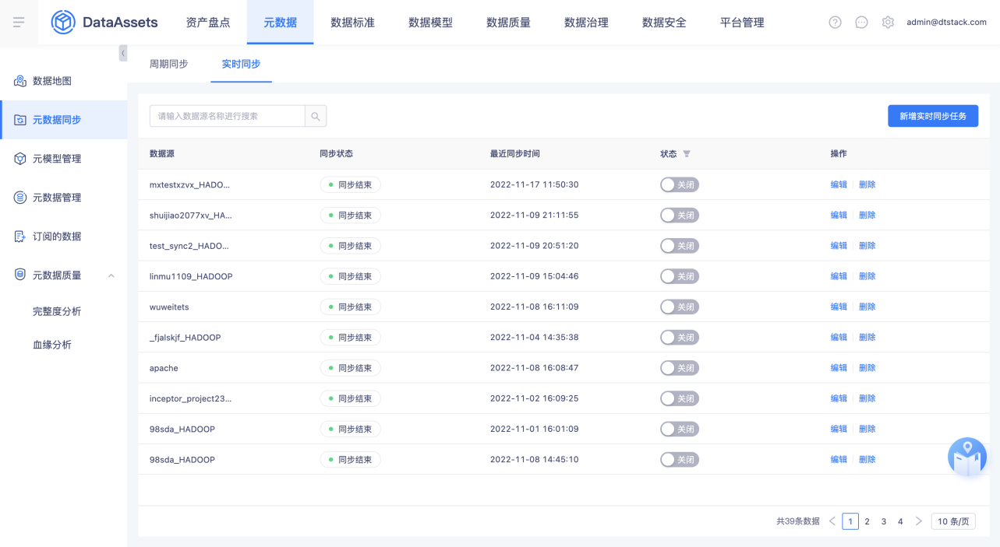 DataAssets 资产盘点 元数据 数据标准 数据模型 数据质量 数据治理 数据安全 平台管理 admin@dtstack.com
周期同步 实时同步
数据地图
元数据同步
元模型管理
元数据管理
订阅的数据
元数据质量
完整度分析
血缘分析
请输入数据源名称进行搜索 新增实时同步任务
数据源 同步状态 最近同步时间 状态 操作
mxtestxzvx_HADO... 同步结束 2022-11-17 11:50:30 关闭 编辑 删除
shuijiao2077xv_HA... 同步结束 2022-11-09 21:11:55 关闭 编辑 删除
test_sync2_HADO... 同步结束 2022-11-09 20:51:20 关闭 编辑 删除
linmu1109_HADOOP 同步结束 2022-11-09 15:04:46 关闭 编辑 删除
wuweitets 同步结束 2022-11-08 16:11:09 关闭 编辑 删除
_fjalskjf_HADOOP 同步结束 2022-11-04 14:35:38 关闭 编辑 删除
apache 同步结束 2022-11-08 16:08:47 关闭 编辑 删除
inceptor_project23... 同步结束 2022-11-02 16:09:25 关闭 编辑 删除
98sda_HADOOP 同步结束 2022-11-01 16:01:09 关闭 编辑 删除
98sda_HADOOP 同步结束 2022-11-08 14:45:10 关闭 编辑 删除
共39条数据 1 2 3 4 10 条/页